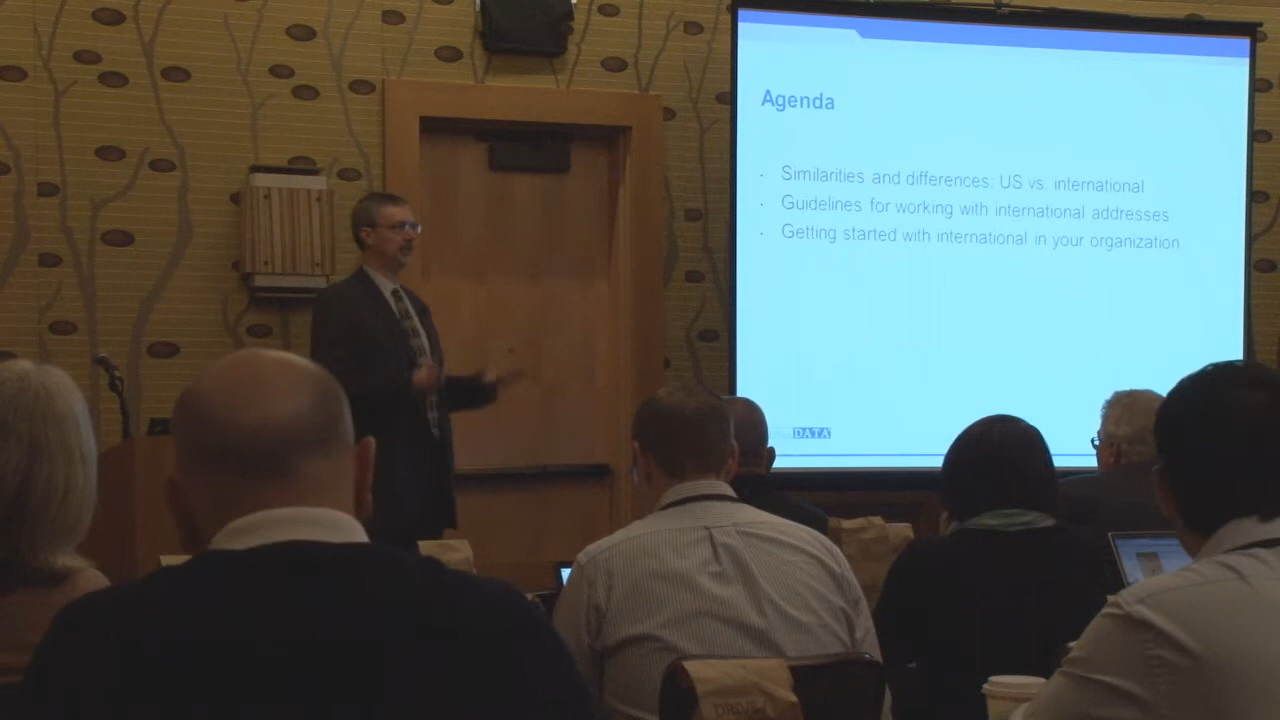 Agenda
· Similarities and differences: US vs. international
· Guidelines for working with international addresses
· Getting started with international in your organization
DATA